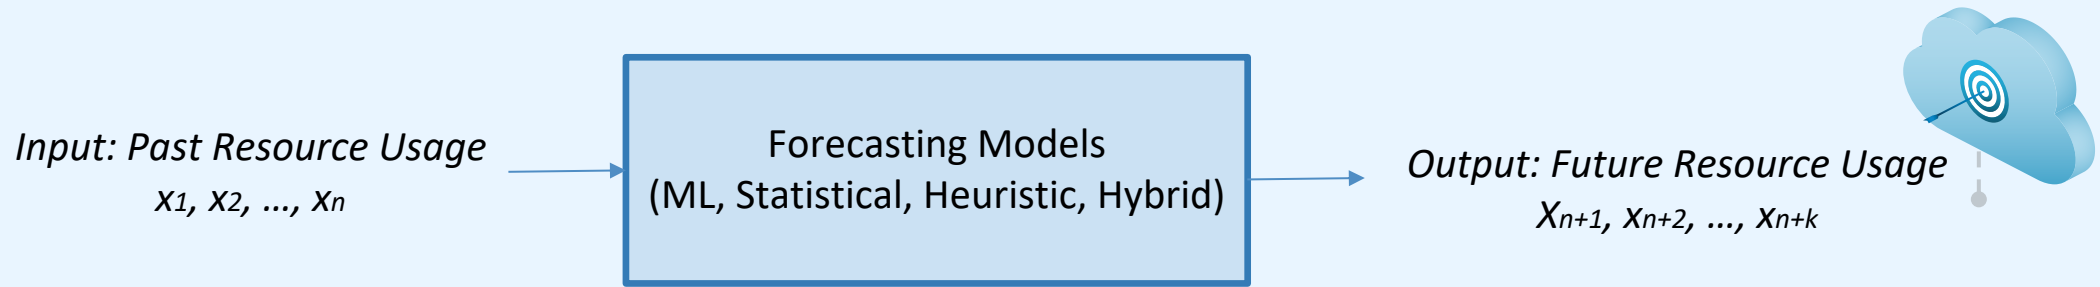 Input: Past Resource Usage
x1, x2, ..., xn
Forecasting Models
(ML, Statistical, Heuristic, Hybrid)
Output: Future Resource Usage
Xn+1, xn+2, ..., xn+k